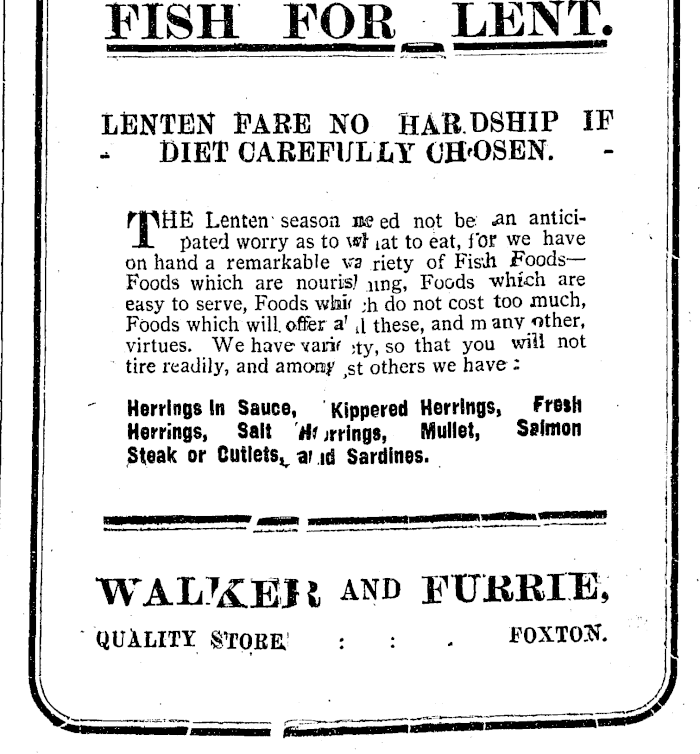 FISH FOR LENT.
LENTEN FARE NO HARDSHIP IF
- DIET CAREFULLY CHOSEN. -
THE Lenten season need not be an antici-
pated worry as to what to eat, for we have
on hand a remarkable variety of Fish Foods—
Foods which are nourishing, Foods which are
easy to serve, Foods which do not cost too much,
Foods which will offer all these, and many other,
virtues. We have variety, so that you will not
tire readily, and amongst others we have :
Herrings in Sauce, Kippered Herrings, Fresh
Herrings, Salt Herrings, Mullet, Salmon
Steak or Cutlets, and Sardines.
WALKER AND FURRIE,
QUALITY STORE : : . FOXTON.